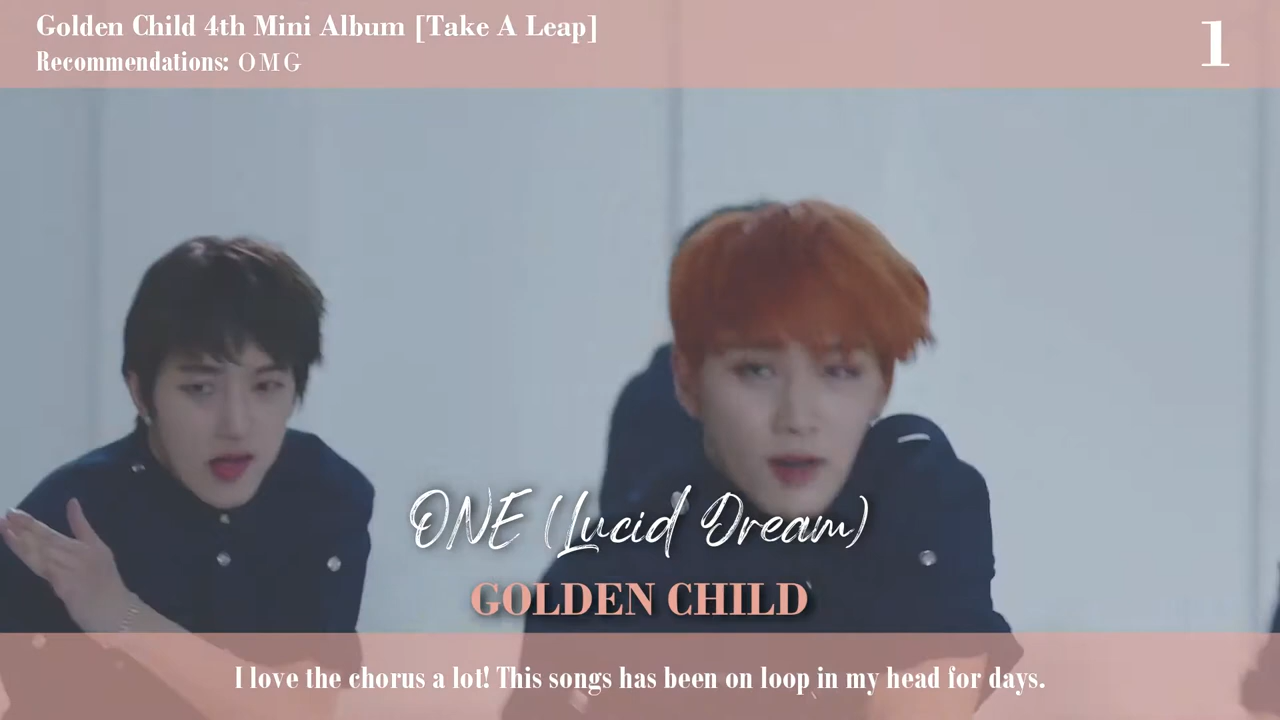 Golden Child 4th Mini Album [Take A Leap]
Recommendations: OMG
1
ONE (Lucid Dream)
GOLDEN CHILD
I love the chorus a lot! This songs has been on loop in my head for days.